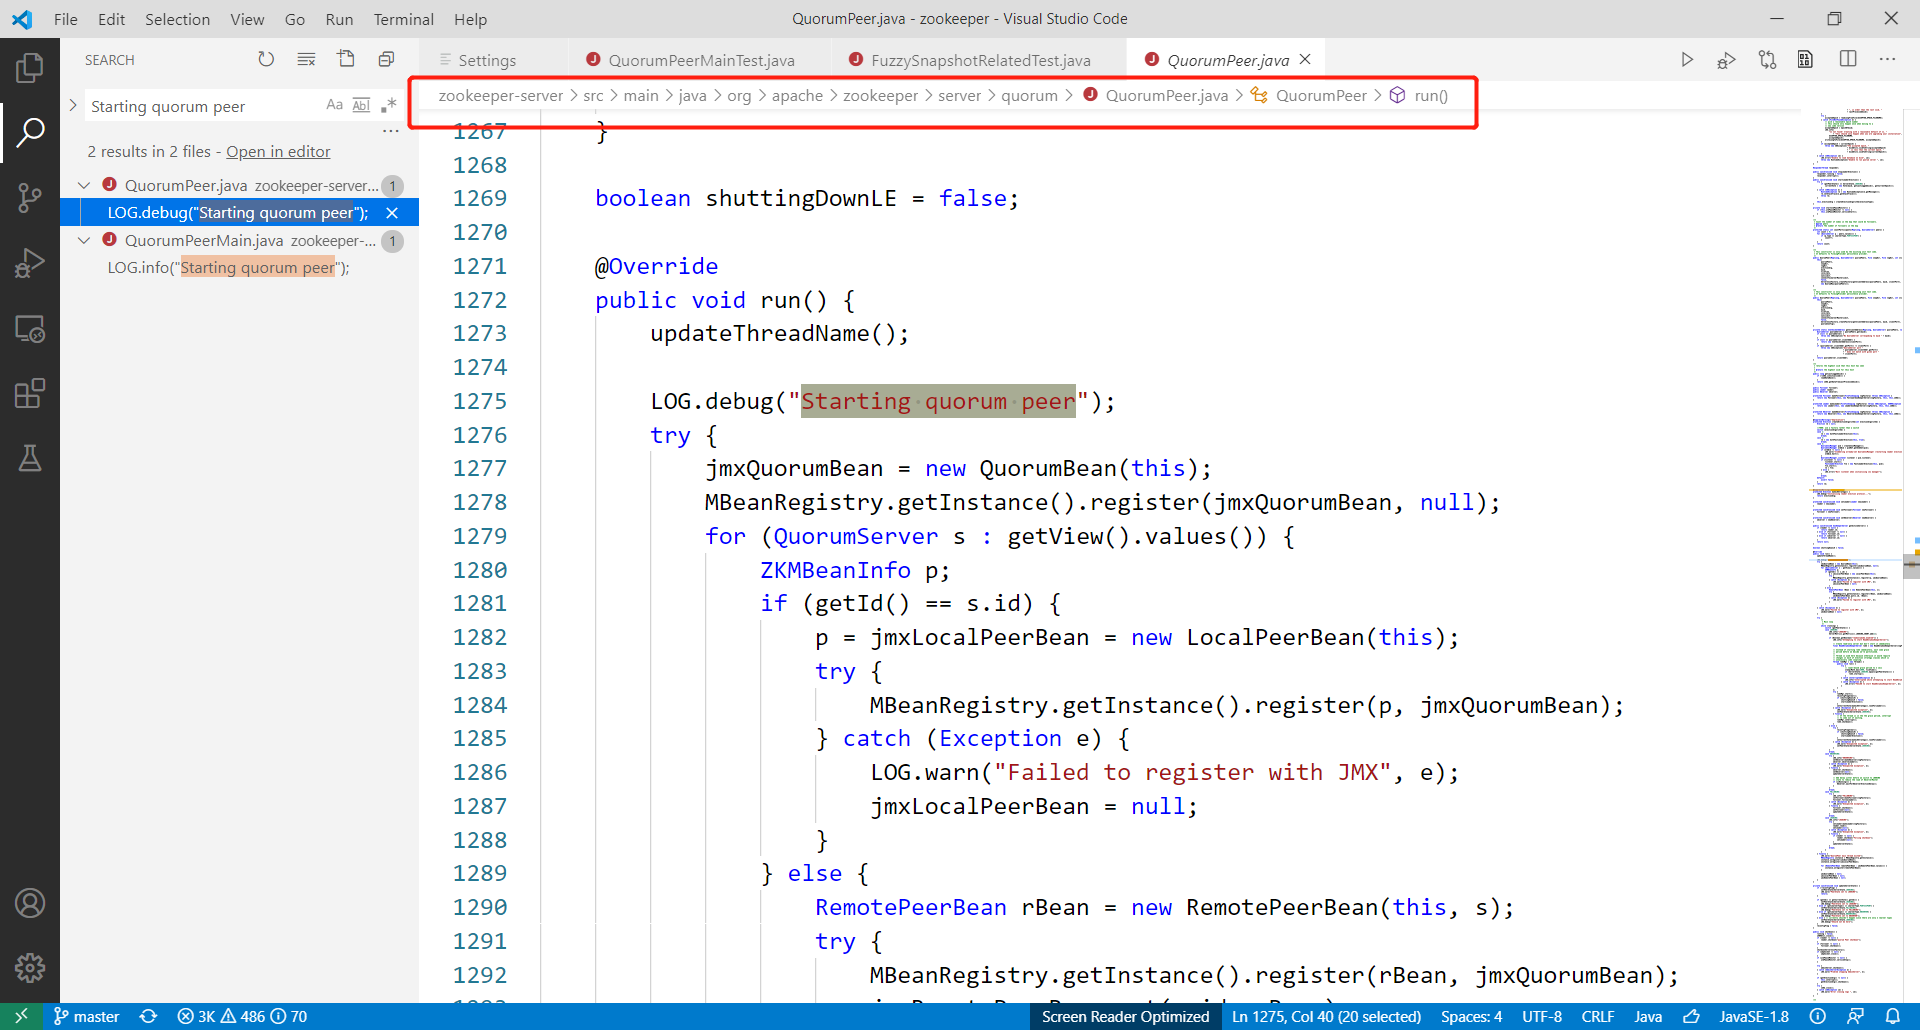 File Edit Selection View Go Run Terminal Help
QuorumPeer.java - zookeeper - Visual Studio Code
SEARCH
Starting quorum peer
Aa Abl .*
2 results in 2 files - Open in editor
QuorumPeer.java zookeeper-server... 1
LOG.debug("Starting quorum peer");
QuorumPeerMain.java zookeeper-... 1
LOG.info("Starting quorum peer");
Settings QuorumPeerMainTest.java FuzzySnapshotRelatedTest.java QuorumPeer.java
zookeeper-server > src > main > java > org > apache > zookeeper > server > quorum > QuorumPeer.java > QuorumPeer > run()
1267 }
1268
1269 boolean shuttingDownLE = false;
1270
1271 @Override
1272 public void run() {
1273 updateThreadName();
1274
1275 LOG.debug("Starting quorum peer");
1276 try {
1277 jmxQuorumBean = new QuorumBean(this);
1278 MBeanRegistry.getInstance().register(jmxQuorumBean, null);
1279 for (QuorumServer s : getView().values()) {
1280 ZKMBeanInfo p;
1281 if (getId() == s.id) {
1282 p = jmxLocalPeerBean = new LocalPeerBean(this);
1283 try {
1284 MBeanRegistry.getInstance().register(p, jmxQuorumBean);
1285 } catch (Exception e) {
1286 LOG.warn("Failed to register with JMX", e);
1287 jmxLocalPeerBean = null;
1288 }
1289 } else {
1290 RemotePeerBean rBean = new RemotePeerBean(this, s);
1291 try {
1292 MBeanRegistry.getInstance().register(rBean, jmxQuorumBean);
master 3K 486 70 Screen Reader Optimized Ln 1275, Col 40 (20 selected) Spaces: 4 UTF-8 CRLF Java JavaSE-1.8